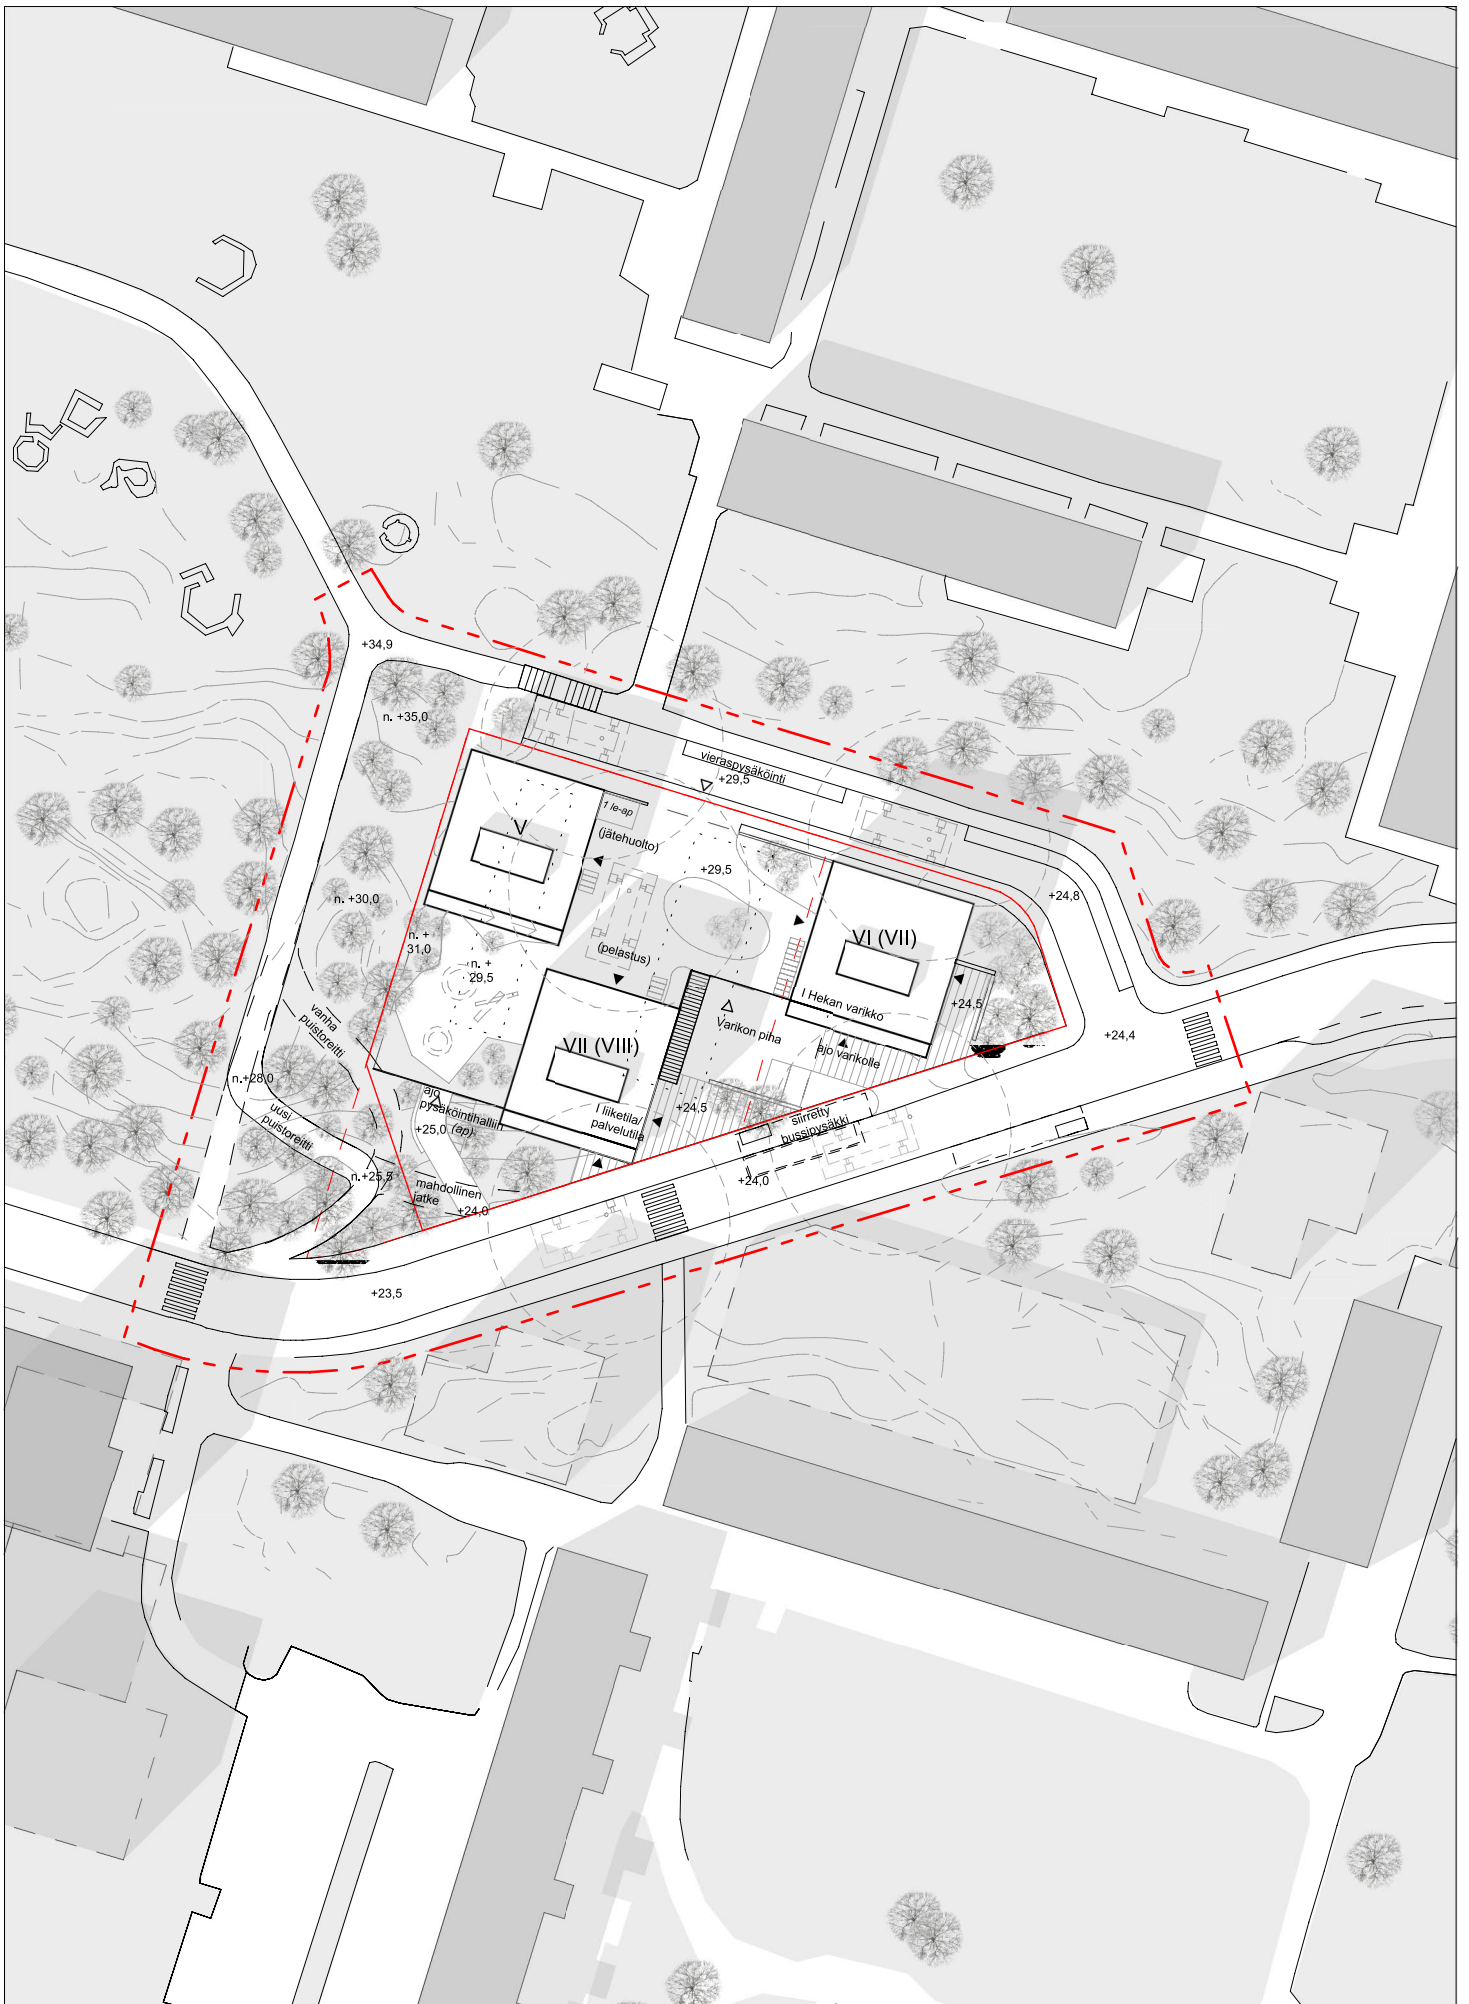 +34,9
n. +35,0
vieraspysäköinti
+29,5
V
1 le-ap
(jätehuolto)
+29,5
n. +30,0
+24,8
n. +
31,0
VI (VII)
(pelastus)
n. +
29,5
I Hekan varikko
+24,5
vanha
puistoreitti
Varikon piha
+24,4
VII (VIII)
ajo varikolle
n.+28,0
ajo
pysäköintihalliin
+25,0 (ap)
I liiketila/
palvelutila
+24,5
uusi
puistoreitti
siirretty
bussipysäkki
n.+25,5
mahdollinen
jatke
+24,0
+24,0
+23,5